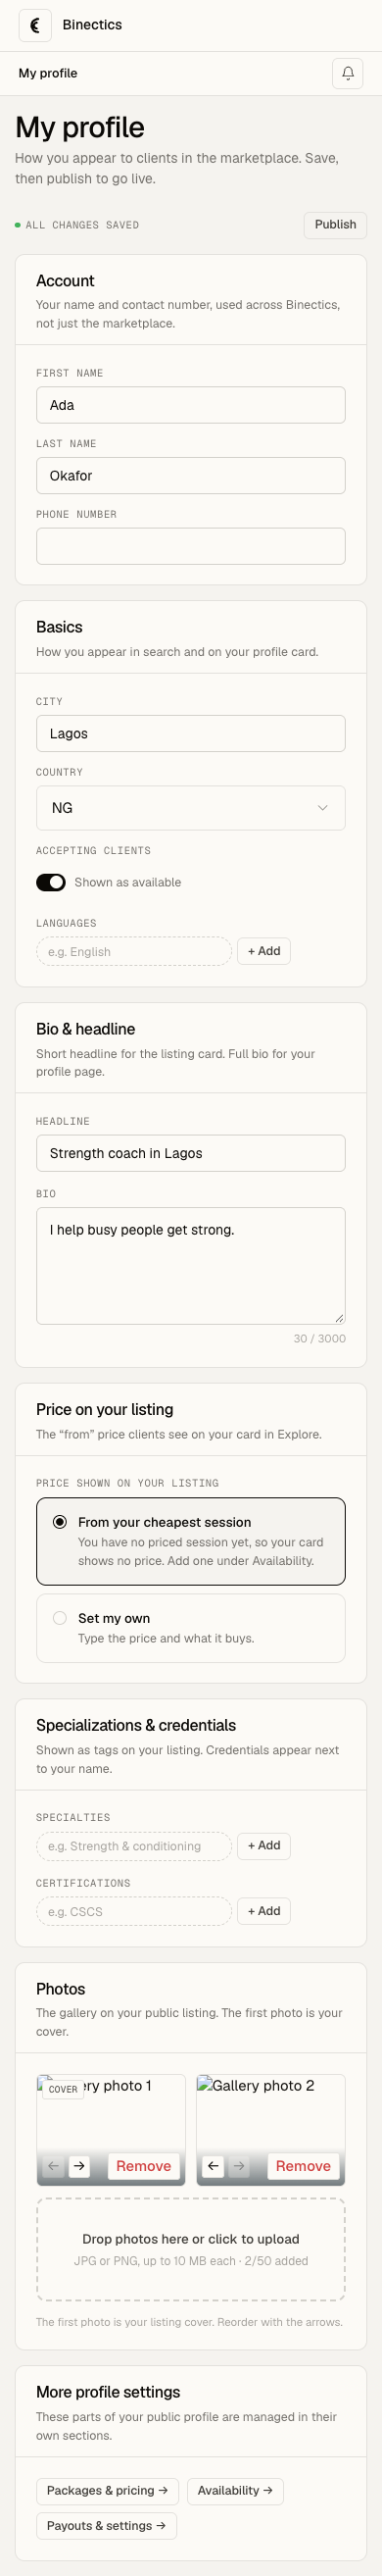 Binectics
My profile
My profile
How you appear to clients in the marketplace. Save,
then publish to go live.
ALL CHANGES SAVED
Publish
Account
Your name and contact number, used across Binectics,
not just the marketplace.
FIRST NAME
Ada
LAST NAME
Okafor
PHONE NUMBER
Basics
How you appear in search and on your profile card.
CITY
Lagos
COUNTRY
NG
ACCEPTING CLIENTS
Shown as available
LANGUAGES
e.g. English
+ Add
Bio & headline
Short headline for the listing card. Full bio for your
profile page.
HEADLINE
Strength coach in Lagos
BIO
I help busy people get strong.
30 / 3000
Price on your listing
The “from” price clients see on your card in Explore.
PRICE SHOWN ON YOUR LISTING
From your cheapest session
You have no priced session yet, so your card
shows no price. Add one under Availability.
Set my own
Type the price and what it buys.
Specializations & credentials
Shown as tags on your listing. Credentials appear next
to your name.
SPECIALTIES
e.g. Strength & conditioning
+ Add
CERTIFICATIONS
e.g. CSCS
+ Add
Photos
The gallery on your public listing. The first photo is your
cover.
COVER
ery photo 1
Gallery photo 2
← → Remove
← → Remove
Drop photos here or click to upload
JPG or PNG, up to 10 MB each · 2/50 added
The first photo is your listing cover. Reorder with the arrows.
More profile settings
These parts of your public profile are managed in their
own sections.
Packages & pricing →
Availability →
Payouts & settings →